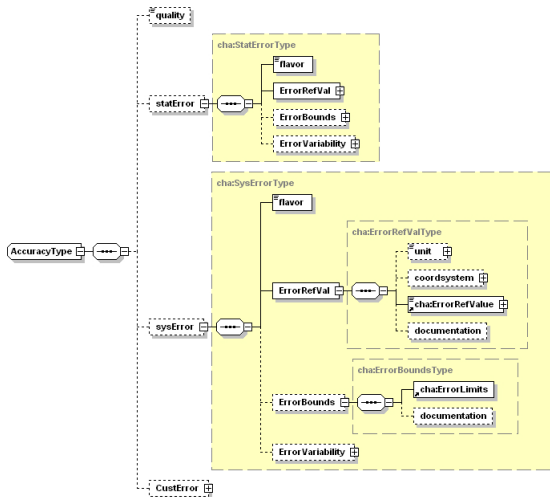 quality
cha:StatErrorType
flavor
ErrorRefVal
statError
ErrorBounds
ErrorVariability
cha:SysErrorType
flavor
cha:ErrorRefValType
unit
AccuracyType
coordsystem
ErrorRefVal
cha:ErrorRefValue
sysError
documentation
cha:ErrorBoundsType
cha:ErrorLimits
ErrorBounds
documentation
ErrorVariability
CustError